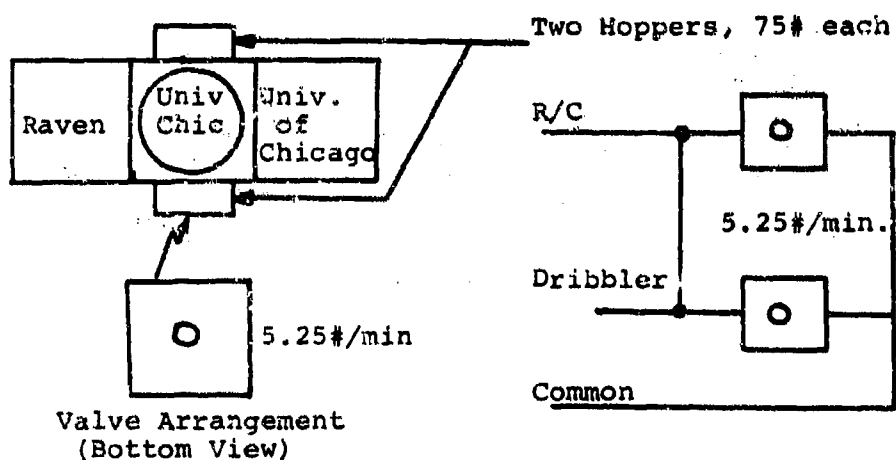 Two Hoppers, 75# each
Raven
Univ
Chic
Univ.
of
Chicago
R/C
5.25#/min.
Dribbler
5.25#/min
Common
Valve Arrangement
(Bottom View)